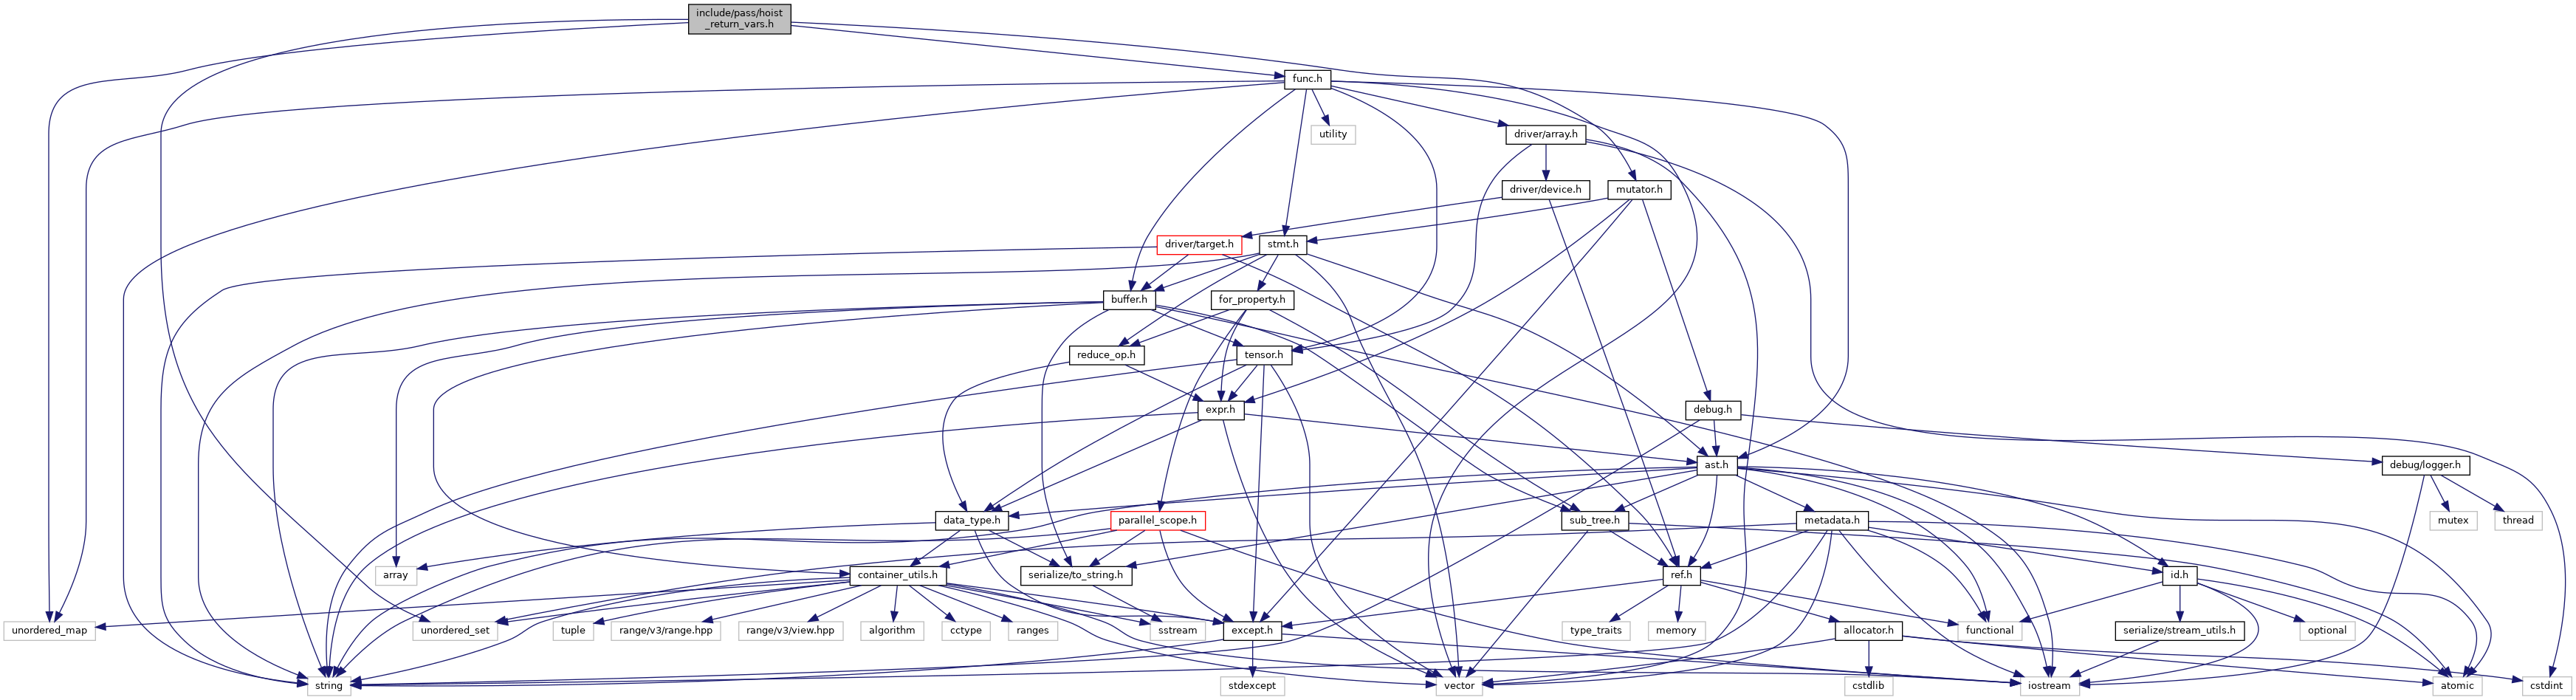 include/pass/hoist
_return_vars.h
func.h
utility
driver/array.h
driver/device.h
mutator.h
driver/target.h
stmt.h
buffer.h
for_property.h
reduce_op.h
tensor.h
expr.h
debug.h
ast.h
debug/logger.h
data_type.h
parallel_scope.h
sub_tree.h
metadata.h
mutex
thread
array
container_utils.h
serialize/to_string.h
ref.h
id.h
unordered_map
unordered_set
tuple
range/v3/range.hpp
range/v3/view.hpp
algorithm
cctype
ranges
sstream
except.h
type_traits
memory
allocator.h
functional
serialize/stream_utils.h
optional
string
stdexcept
vector
cstdlib
iostream
atomic
cstdint